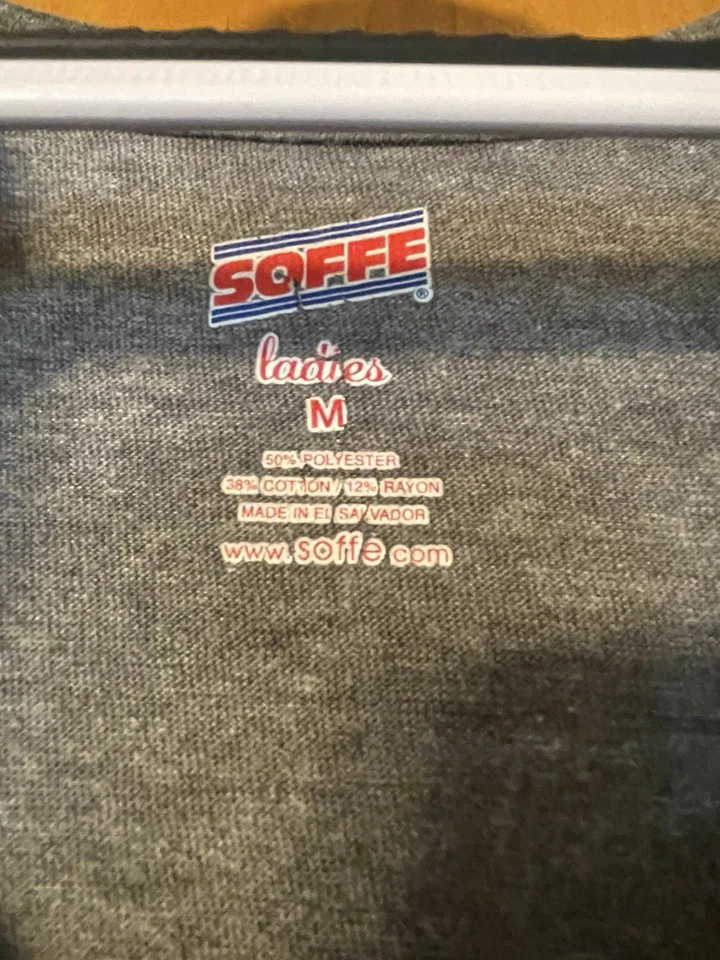 SOFFE®
ladies
M
50% POLYESTER
38% COTTON / 12% RAYON
MADE IN EL SALVADOR
www.soffe.com